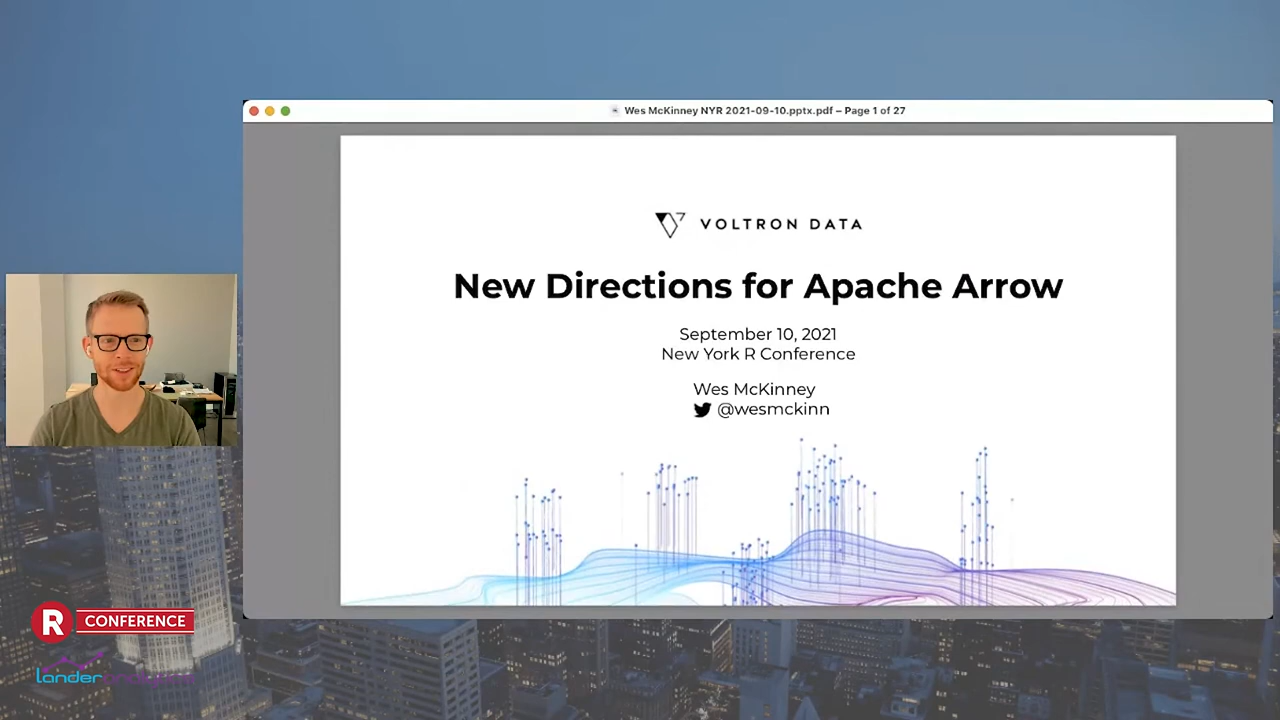 Wes McKinney NYR 2021-09-10.pptx.pdf – Page 1 of 27
VOLTRON DATA
New Directions for Apache Arrow
September 10, 2021
New York R Conference
Wes McKinney
@wesmckinn
R CONFERENCE
lander analytics